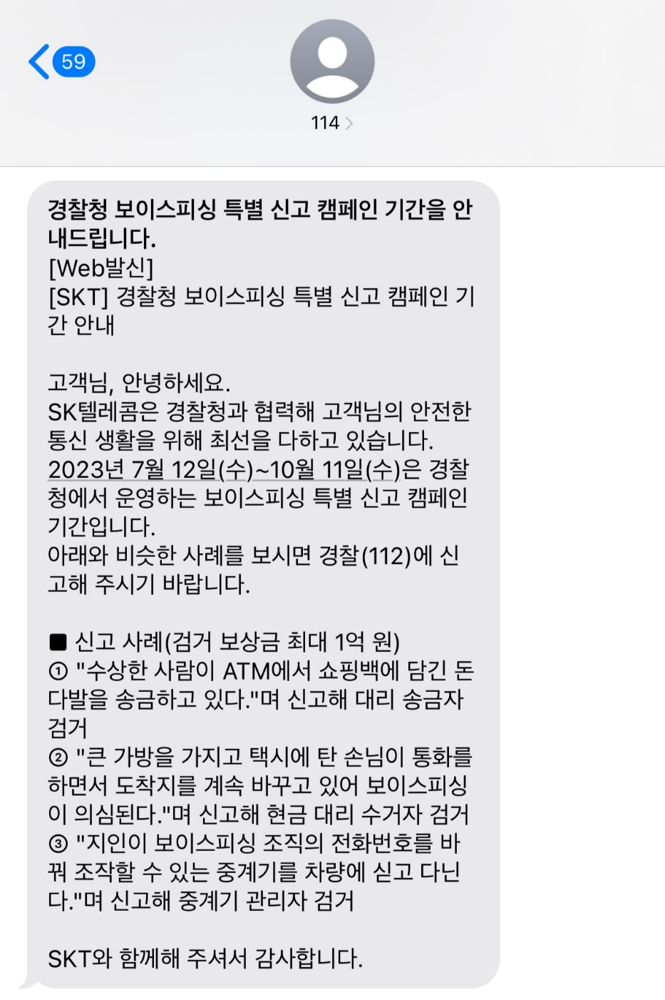 59
114
경찰청 보이스피싱 특별 신고 캠페인 기간을 안
내드립니다.
[Web발신]
[SKT] 경찰청 보이스피싱 특별 신고 캠페인 기
간 안내
고객님, 안녕하세요.
SK텔레콤은 경찰청과 협력해 고객님의 안전한
통신 생활을 위해 최선을 다하고 있습니다.
2023년 7월 12일(수)~10월 11일(수)은 경찰
청에서 운영하는 보이스피싱 특별 신고 캠페인
기간입니다.
아래와 비슷한 사례를 보시면 경찰(112)에 신
고해 주시기 바랍니다.
■ 신고 사례(검거 보상금 최대 1억 원)
① "수상한 사람이 ATM에서 쇼핑백에 담긴 돈
다발을 송금하고 있다."며 신고해 대리 송금자
검거
② "큰 가방을 가지고 택시에 탄 손님이 통화를
하면서 도착지를 계속 바꾸고 있어 보이스피싱
이 의심된다."며 신고해 현금 대리 수거자 검거
③ "지인이 보이스피싱 조직의 전화번호를 바
꿔 조작할 수 있는 중계기를 차량에 싣고 다닌
다."며 신고해 중계기 관리자 검거
SKT와 함께해 주셔서 감사합니다.